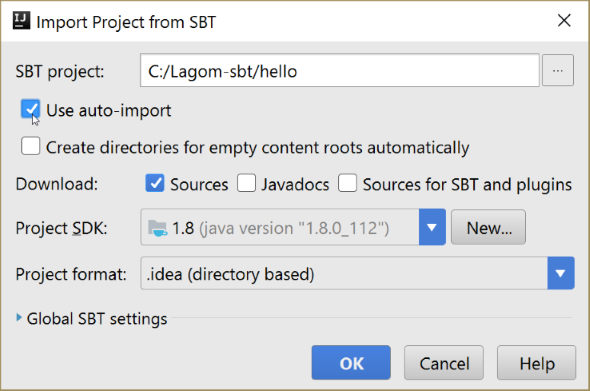 IJ Import Project from SBT
SBT project: C:/Lagom-sbt/hello ...
Use auto-import
Create directories for empty content roots automatically
Download: Sources Javadocs Sources for SBT and plugins
Project SDK: 1.8 (java version "1.8.0_112") New...
Project format: .idea (directory based)
Global SBT settings
OK Cancel Help